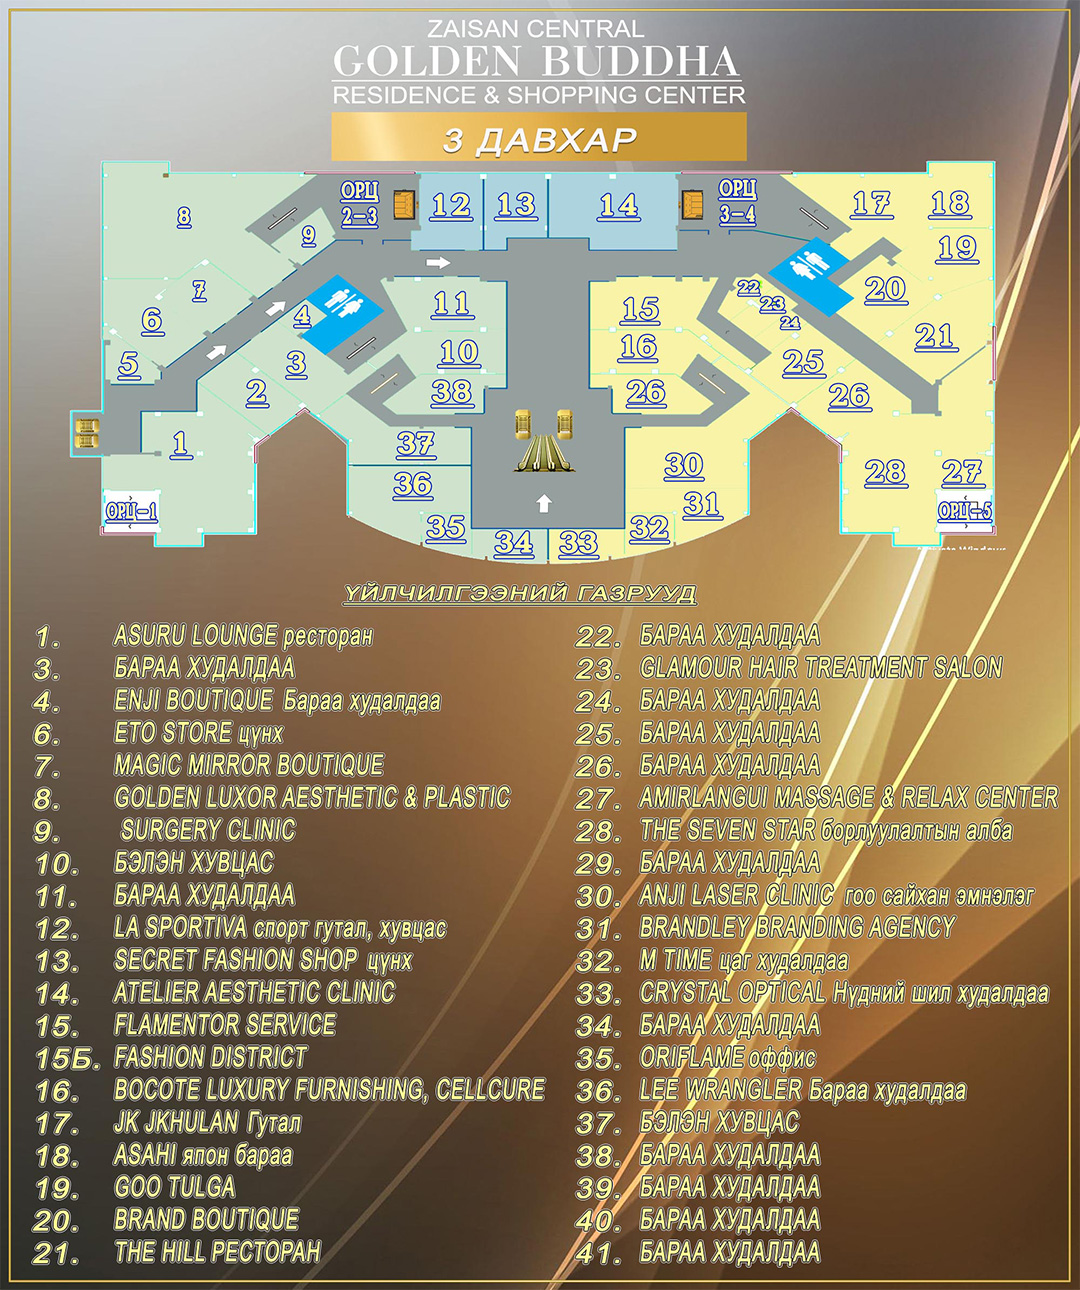 ZAISAN CENTRAL
GOLDEN BUDDHA
RESIDENCE & SHOPPING CENTER
3 ДАВХАР
8
9
ОРЦ
2-3
12
13
14
ОРЦ
3-4
17
18
19
7
6
5
4
3
2
1
11
10
38
15
16
26
22
23
24
20
21
25
26
37
36
35
34
33
32
31
30
28
27
ОРЦ-1
ОРЦ-5
ҮЙЛЧИЛГЭЭНИЙ ГАЗРУУД
1. ASURU LOUNGE ресторан
3. БАРАА ХУДАЛДАА
4. ENJI BOUTIQUE Бараа худалдаа
6. ETO STORE цүнх
7. MAGIC MIRROR BOUTIQUE
8. GOLDEN LUXOR AESTHETIC & PLASTIC
9. SURGERY CLINIC
10. БЭЛЭН ХУВЦАС
11. БАРАА ХУДАЛДАА
12. LA SPORTIVA спорт гутал, хувцас
13. SECRET FASHION SHOP цүнх
14. ATELIER AESTHETIC CLINIC
15. FLAMENTOR SERVICE
15Б. FASHION DISTRICT
16. BOCOTE LUXURY FURNISHING, CELLCURE
17. JK JKHULAN Гутал
18. ASAHI япон бараа
19. GOO TULGA
20. BRAND BOUTIQUE
21. THE HILL РЕСТОРАН
22. БАРАА ХУДАЛДАА
23. GLAMOUR HAIR TREATMENT SALON
24. БАРАА ХУДАЛДАА
25. БАРАА ХУДАЛДАА
26. БАРАА ХУДАЛДАА
27. AMIRLANGUI MASSAGE & RELAX CENTER
28. THE SEVEN STAR борлуулалтын алба
29. БАРАА ХУДАЛДАА
30. ANJI LASER CLINIC гоо сайхан эмнэлэг
31. BRANDLEY BRANDING AGENCY
32. M TIME цаг худалдаа
33. CRYSTAL OPTICAL Нүдний шил худалдаа
34. БАРАА ХУДАЛДАА
35. ORIFLAME оффис
36. LEE WRANGLER Бараа худалдаа
37. БЭЛЭН ХУВЦАС
38. БАРАА ХУДАЛДАА
39. БАРАА ХУДАЛДАА
40. БАРАА ХУДАЛДАА
41. БАРАА ХУДАЛДАА